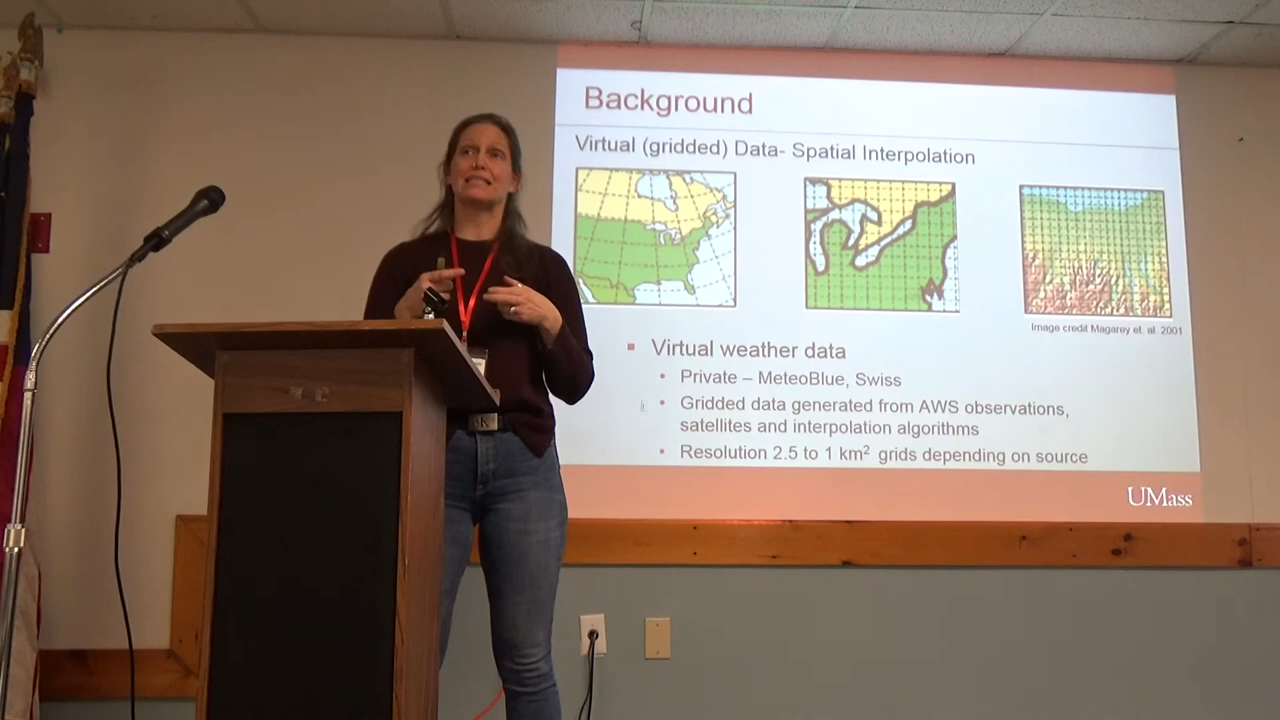 Background
Virtual (gridded) Data- Spatial Interpolation
Image credit Magarey et. al. 2001
Virtual weather data
Private – MeteoBlue, Swiss
Gridded data generated from AWS observations,
satellites and interpolation algorithms
Resolution 2.5 to 1 km² grids depending on source
UMass
K